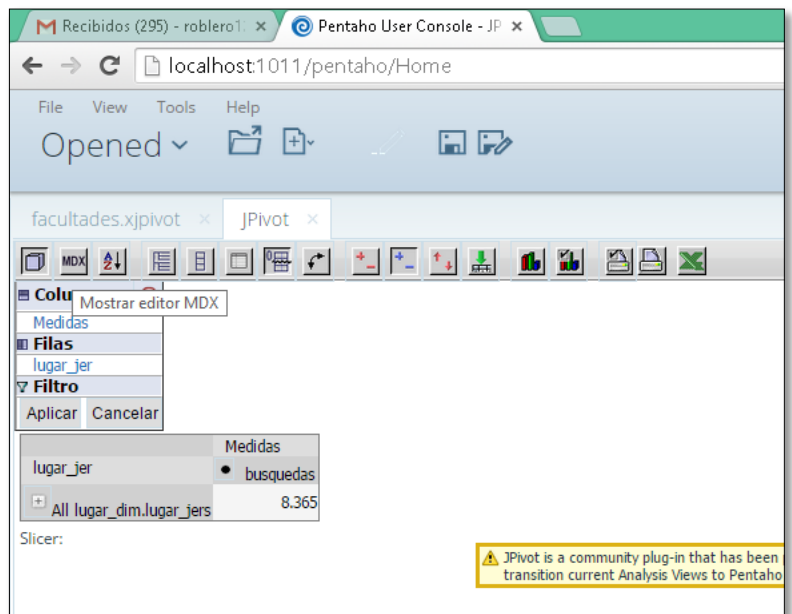 Recibidos (295) - roblero1
Pentaho User Console - JP
localhost:1011/pentaho/Home
File View Tools Help
Opened
facultades.xjpivot JPivot
MDX
Colu
Mostrar editor MDX
Medidas
Filas
lugar_jer
Filtro
Aplicar Cancelar
Medidas
lugar_jer
busquedas
All lugar_dim.lugar_jers 8.365
Slicer:
JPivot is a community plug-in that has been
transition current Analysis Views to Pentaho